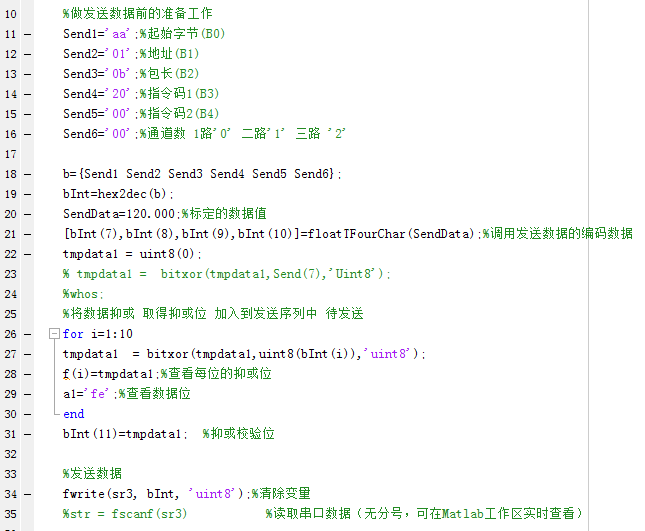 10 %做发送数据前的准备工作
11 — Send1='aa';%起始字节(B0)
12 — Send2='01';%地址(B1)
13 — Send3='0b';%包长(B2)
14 — Send4='20';%指令码1(B3)
15 — Send5='00';%指令码2(B4)
16 — Send6='00';%通道数 1路'0' 二路'1' 三路 '2'
17
18 — b={Send1 Send2 Send3 Send4 Send5 Send6};
19 — bInt=hex2dec(b);
20 — SendData=120.000;%标定的数据值
21 — [bInt(7),bInt(8),bInt(9),bInt(10)]=floatTFourChar(SendData);%调用发送数据的编码数据
22 — tmpdata1 = uint8(0);
23 % tmpdata1 =  bitxor(tmpdata1,Send(7),'Uint8');
24 %whos;
25 %将数据抑或 取得抑或位 加入到发送序列中 待发送
26 — for i=1:10
27 — tmpdata1  = bitxor(tmpdata1,uint8(bInt(i)),'uint8');
28 — f(i)=tmpdata1;%查看每位的抑或位
29 — a1='fe';%查看数据位
30 — end
31 — bInt(11)=tmpdata1;  %抑或校验位
32
33 %发送数据
34 — fwrite(sr3, bInt, 'uint8');%清除变量
35 %str = fscanf(sr3)          %读取串口数据（无分号，可在Matlab工作区实时查看）